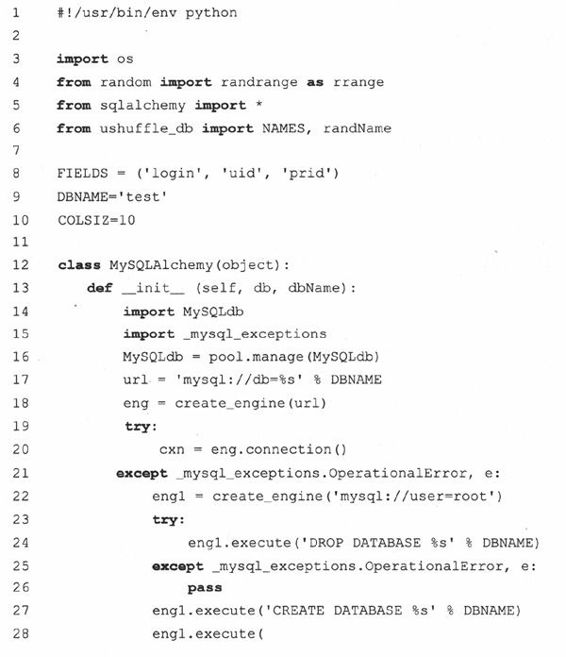 1 #!/usr/bin/env python
2
3 import os
4 from random import randrange as rrange
5 from sqlalchemy import *
6 from ushuffle_db import NAMES, randName
7
8 FIELDS = ('login', 'uid', 'prid')
9 DBNAME='test'
10 COLSIZ=10
11
12 class MySQLAlchemy(object):
13 def __init__ (self, db, dbName):
14 import MySQLdb
15 import _mysql_exceptions
16 MySQLdb = pool.manage(MySQLdb)
17 url = 'mysql://db=%s' % DBNAME
18 eng = create_engine(url)
19 try:
20 cxn = eng.connection()
21 except _mysql_exceptions.OperationalError, e:
22 eng1 = create_engine('mysql://user=root')
23 try:
24 eng1.execute('DROP DATABASE %s' % DBNAME)
25 except _mysql_exceptions.OperationalError, e:
26 pass
27 eng1.execute('CREATE DATABASE %s' % DBNAME)
28 eng1.execute(